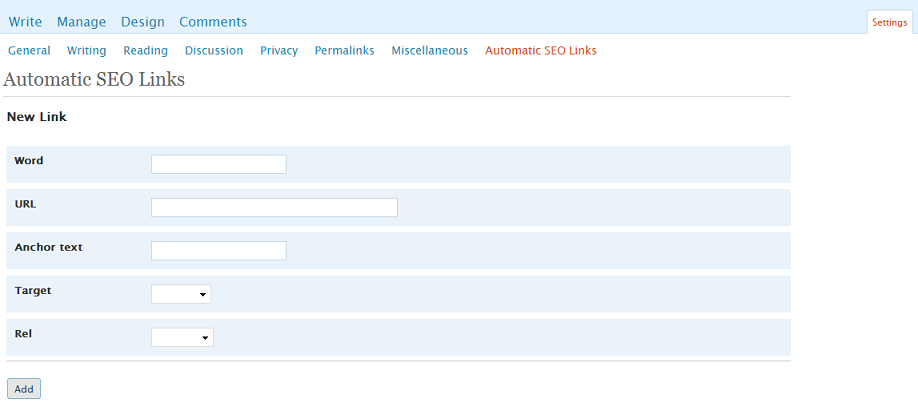 Write Manage Design Comments Settings
General Writing Reading Discussion Privacy Permalinks Miscellaneous Automatic SEO Links
Automatic SEO Links
New Link
Word
URL
Anchor text
Target
Rel
Add